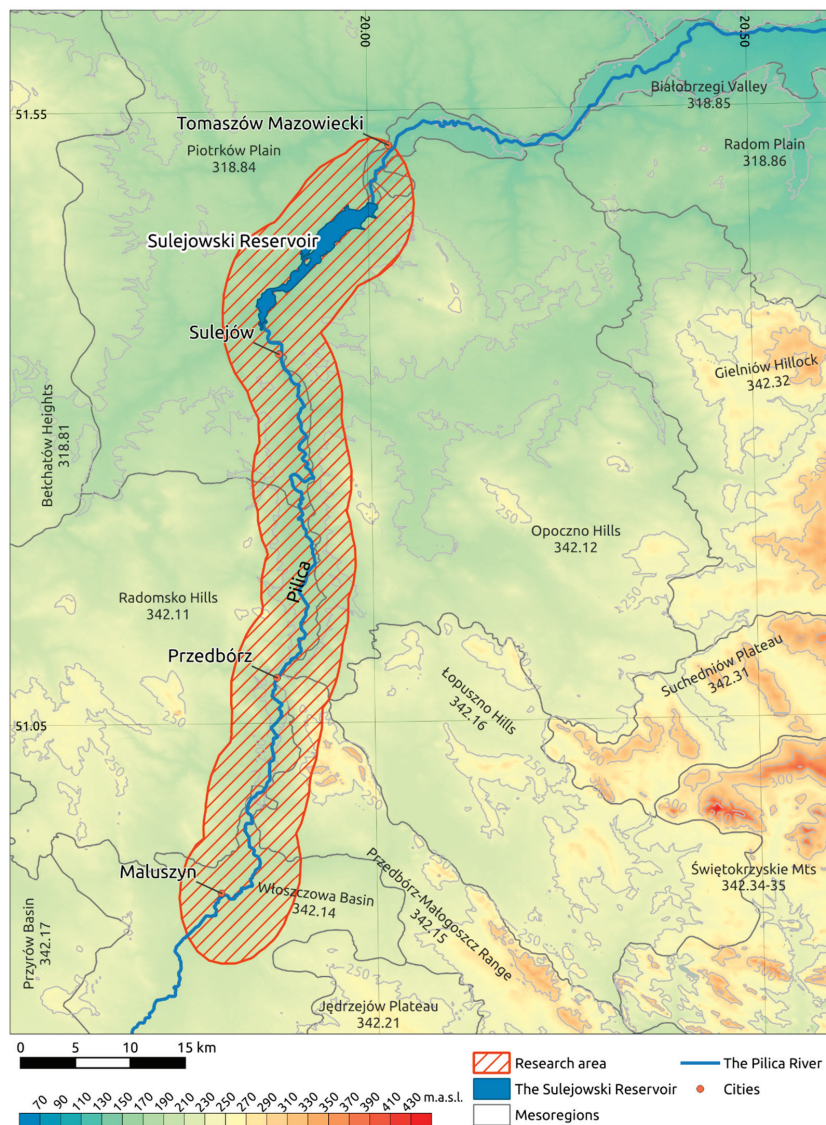 20.00
20.50
51.55
Białobrzegi Valley
318.85
Tomaszów Mazowiecki
Piotrków Plain
318.84
Radom Plain
318.86
Sulejowski Reservoir
Sulejów
Gielniów Hillock
342.32
Bełchatów Heights
318.81
300
250
Opoczno Hills
342.12
250
Pilica
Radomsko Hills
342.11
Przedbórz
Suchedniów Plateau
342.31
Łopuszno Hills
342.16
250
51.05
250
300
300
300
Maluszyn
Włoszczowa Basin
342.14
Przedbórz-Małogoszcz Range
342.15
Świętokrzyskie Mts
342.34-35
Przyrów Basin
342.17
Jędrzejów Plateau
342.21
0 5 10 15 km
Research area
The Pilica River
The Sulejowski Reservoir
Cities
Mesoregions
70 90 110 130 150 170 190 210 230 250 270 290 310 330 350 370 390 410 430 m.a.s.l.